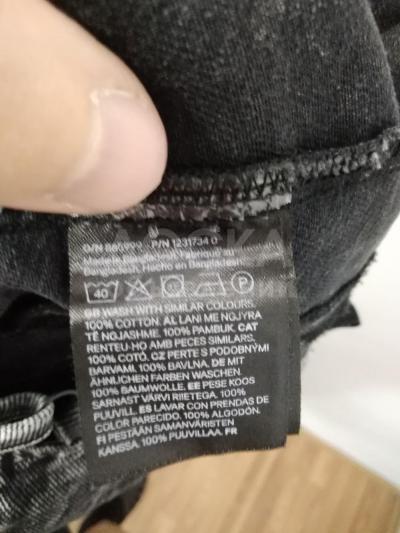 O/N 885999 P/N 1231734 0
Made in Bangladesh, Fabriqué au
Bangladesh, Hecho en Bangladesh
40 P
GB WASH WITH SIMILAR COLOURS.
100% COTTON. AL LANI ME NGJYRA
TË NGJASHME. 100% PAMBUK. CAT
RENTEU-HO AMB PECES SIMILARS.
100% COTÓ. CZ PERTE S PODOBNÝMI
BARVAMI. 100% BAVLNA. DE MIT
ÄHNLICHEN FARBEN WASCHEN.
100% BAUMWOLLE. EE PESE KOOS
SARNAST VÄRVI RIIETEGA. 100%
PUUVILL. ES LAVAR CON PRENDAS DE
COLOR PARECIDO. 100% ALGODÓN.
FI PESTÄÄN SAMANVÄRISTEN
KANSSA. 100% PUUVILLAA. FR